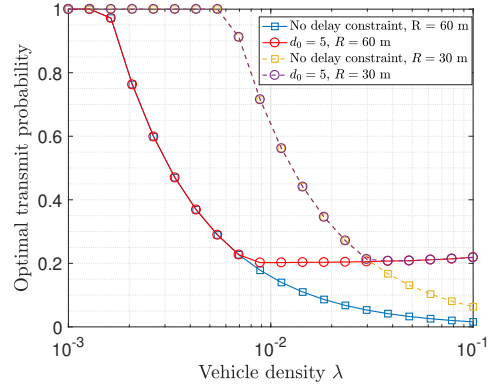 No delay constraint, R = 60 m
d₀ = 5, R = 60 m
No delay constraint, R = 30 m
d₀ = 5, R = 30 m
Optimal transmit probability
1
0.8
0.6
0.4
0.2
0
10⁻³
10⁻²
10⁻¹
Vehicle density λ